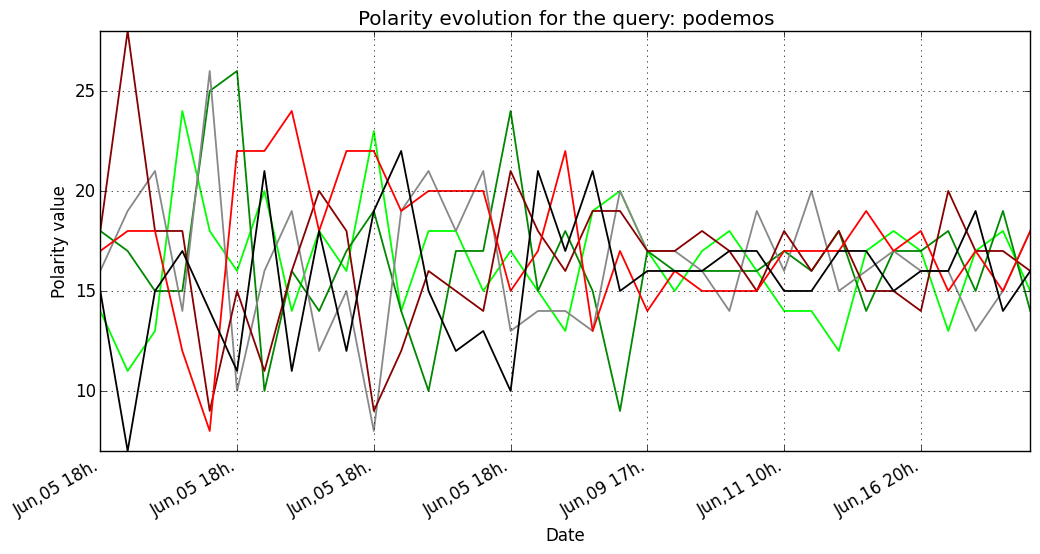 Polarity evolution for the query: podemos
25
20
15
10
Polarity value
Jun,05 18h.
Jun,05 18h.
Jun,05 18h.
Jun,05 18h.
Jun,09 17h.
Jun,11 10h.
Jun,16 20h.
Date